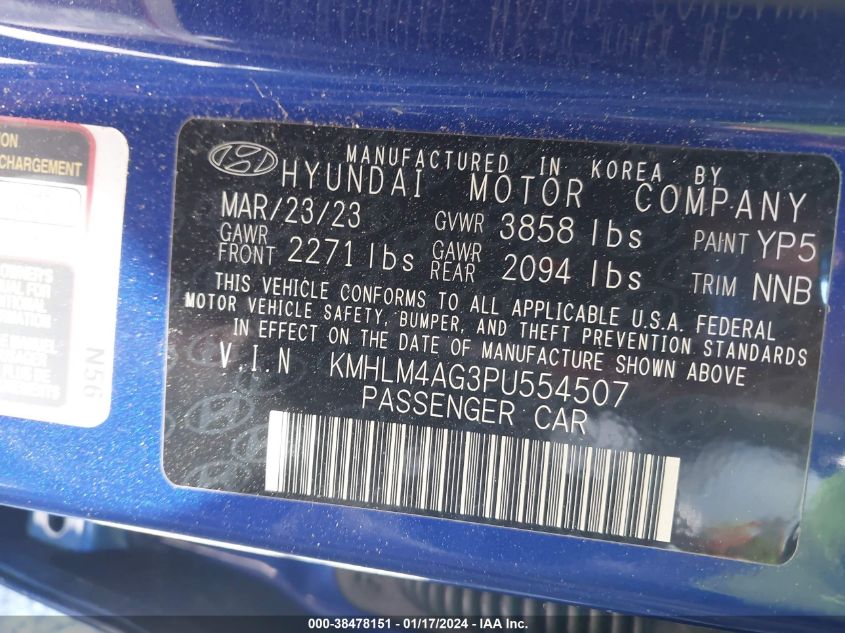 ION
CHARGEMENT
MANUFACTURED IN KOREA BY
HYUNDAI MOTOR COMPANY
MAR/23/23 GVWR 3858 lbs PAINT YP5
GAWR FRONT 2271 lbs GAWR REAR 2094 lbs TRIM NNB
THIS VEHICLE CONFORMS TO ALL APPLICABLE U.S.A. FEDERAL
MOTOR VEHICLE SAFETY, BUMPER, AND THEFT PREVENTION STANDARDS
IN EFFECT ON THE DATE OF MANUFACTURE SHOWN ABOVE
V.I.N KMHLM4AG3PU554507
PASSENGER CAR
N56
000-38478151 - 01/17/2024 - IAA Inc.